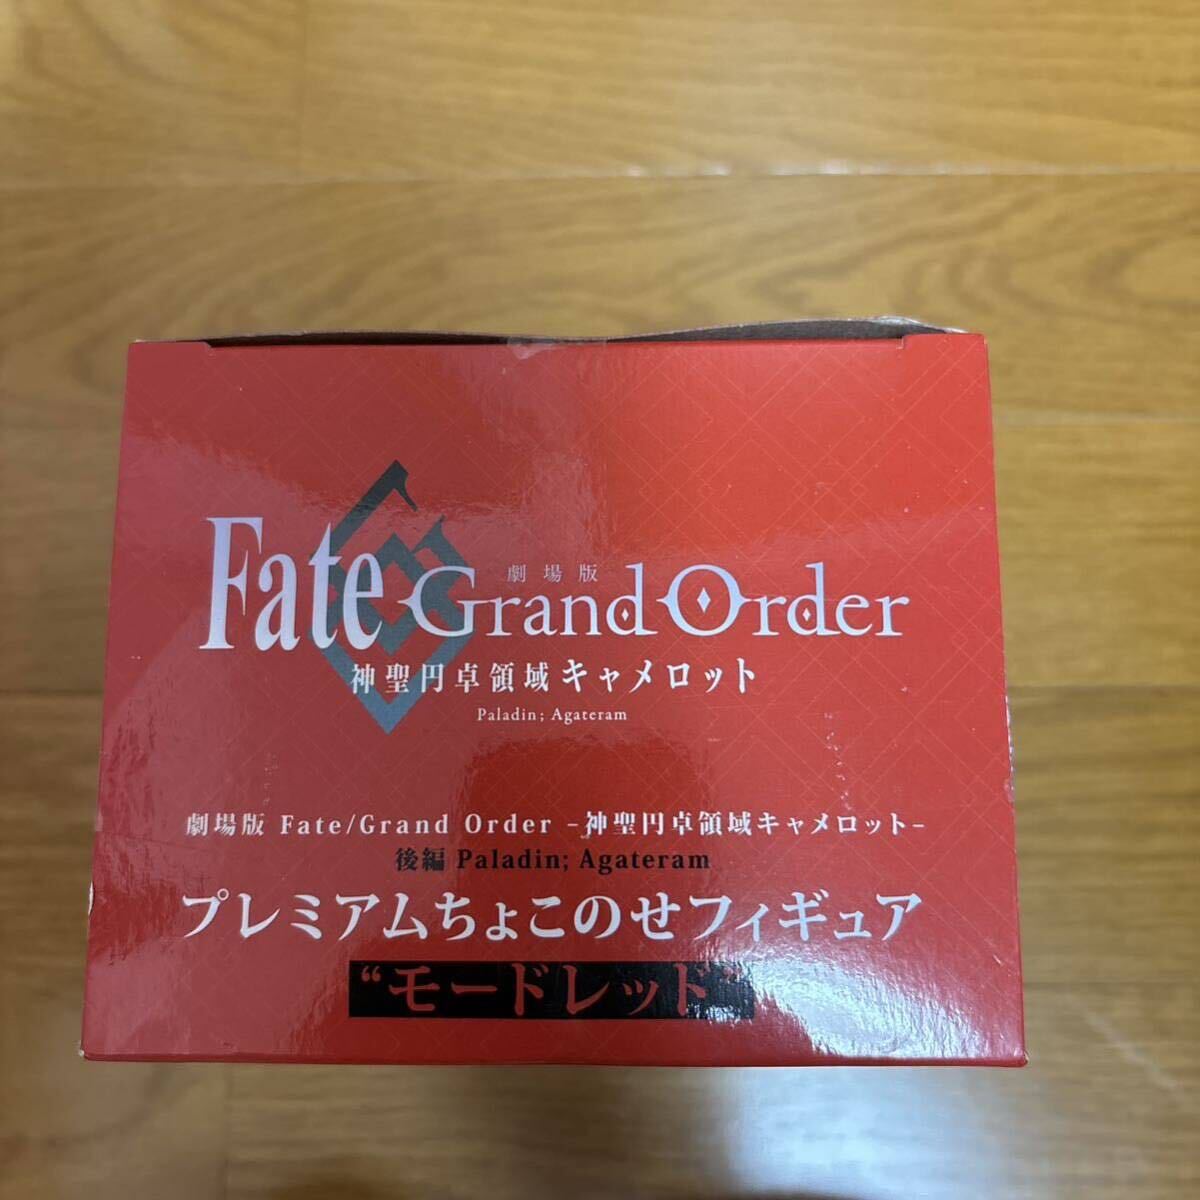 劇場版
Fate Grand Order
神聖円卓領域キャメロット
Paladin; Agateram
劇場版 Fate/Grand Order -神聖円卓領域キャメロット-
後編 Paladin; Agateram
プレミアムちょこのせフィギュア
“モードレッド”